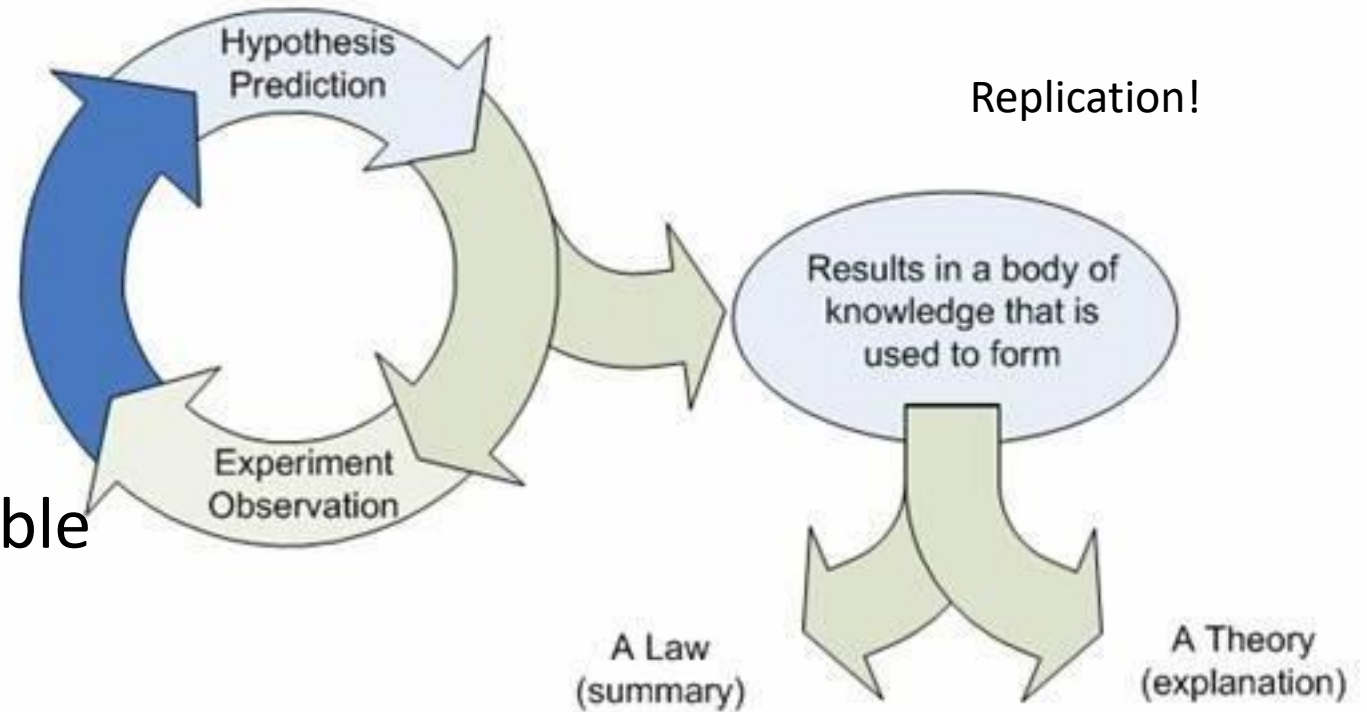 Hypothesis
Prediction
Replication!
Results in a body of
knowledge that is
used to form
Experiment
Observation
ble
A Law
(summary)
A Theory
(explanation)